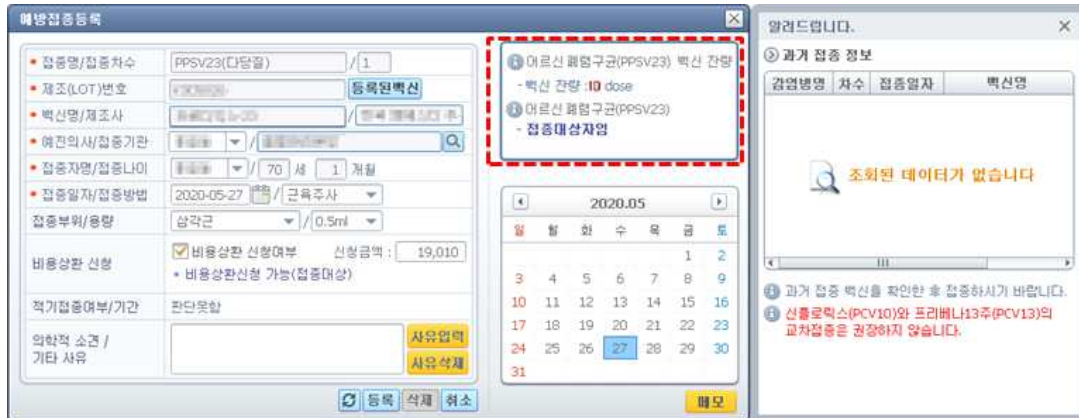 예방접종등록
접종명/접종차수 PPSV23(다당질) / 1
제조(LOT)번호 등록된백신
백신명/제조사 /
예진의사/접종기관 /
접종자명/접종나이 / 70 세 1 개월
접종일자/접종방법 2020-05-27 / 근육주사
접종부위/용량 삼각근 / 0.5ml
비용상환 신청 비용상환 신청여부 신청금액 : 19,010
* 비용상환신청 가능(접종대상)
적기접종여부/기간 판단못함
의학적 소견 /
기타 사유
사유입력
사유삭제
등록 삭제 취소
어르신 폐렴구균(PPSV23) 백신 잔량
- 백신 잔량 :10 dose
어르신 폐렴구균(PPSV23)
- 접종대상자임
2020.05
일 월 화 수 목 금 토
1 2
3 4 5 6 7 8 9
10 11 12 13 14 15 16
17 18 19 20 21 22 23
24 25 26 27 28 29 30
31
메모
알려드립니다.
과거 접종 정보
감염병명 차수 접종일자 백신명
조회된 데이터가 없습니다
과거 접종 백신을 확인한 후 접종하시기 바랍니다.
신플로릭스(PCV10)와 프리베나13주(PCV13)의
교차접종은 권장하지 않습니다.